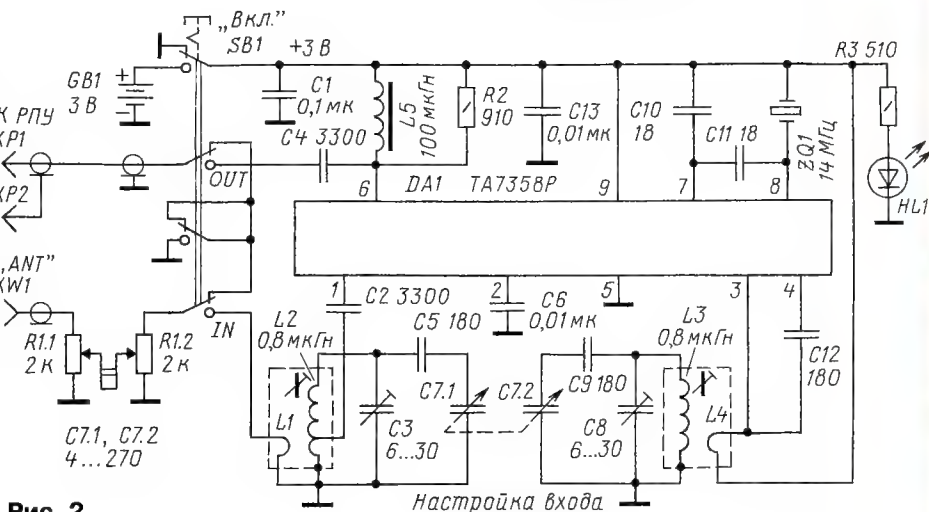 „Вкл.”
SB1
+3 В
R3 510
GB1
3 В
+
−
C1
0,1 мк
L5
100 мкГн
R2
910
C13
0,01 мк
C10
18
C11 18
ZQ1
14 МГц
К РПУ
XP1
C4 3300
OUT
6
DA1 TA7358P
9
7
8
HL1
XP2
„ANT”
XW1
1
C2 3300
2
C6
0,01 мк
5
3
4
IN
L2
0,8 мкГн
C5 180
L3
0,8 мкГн
C12
180
R1.1
2 к
R1.2
2 к
C7.1
C7.2
C9 180
L1
C3
6...30
C8
6...30
L4
C7.1, C7.2
4...270
Настройка входа
Рис. 2